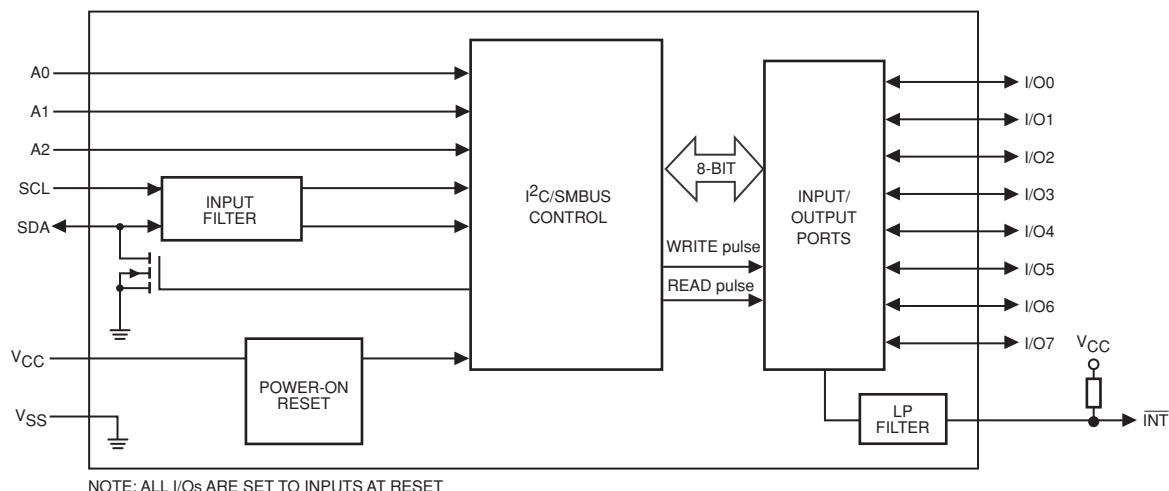 A0
A1
A2
SCL
SDA
VCC
VSS
INPUT
FILTER
POWER-ON
RESET
I2C/SMBUS
CONTROL
8-BIT
WRITE pulse
READ pulse
INPUT/
OUTPUT
PORTS
I/O0
I/O1
I/O2
I/O3
I/O4
I/O5
I/O6
I/O7
LP
FILTER
VCC
INT
NOTE: ALL I/Os ARE SET TO INPUTS AT RESET